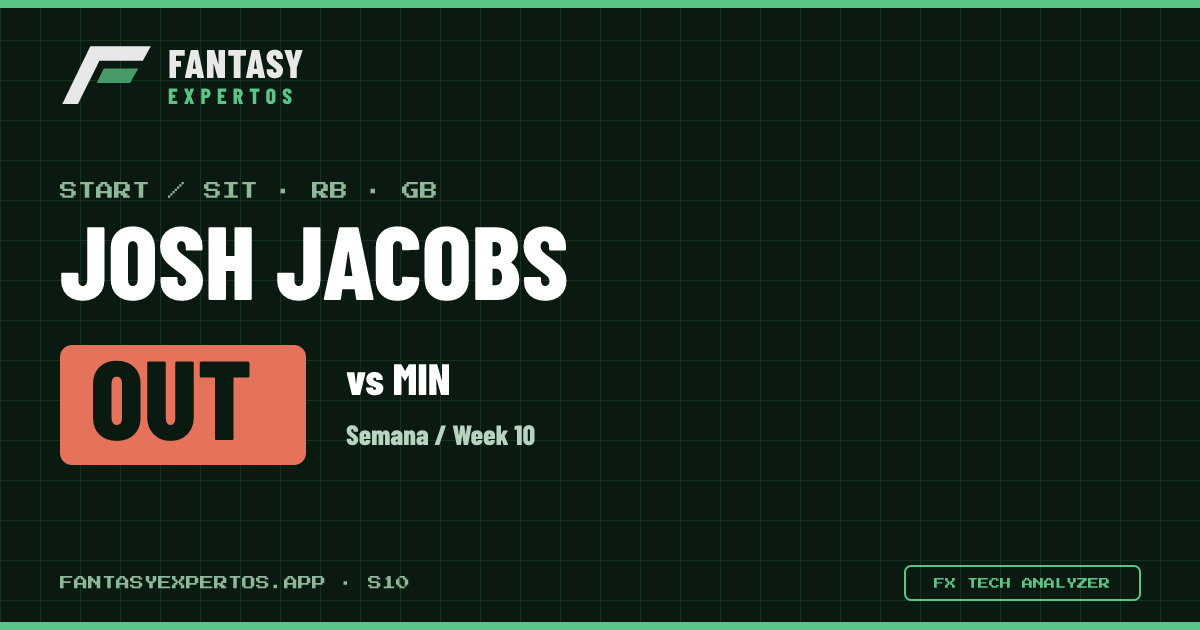 FANTASY
EXPERTOS
START / SIT · RB · GB
JOSH JACOBS
OUT
vs MIN
Semana / Week 10
FANTASYEXPERTOS.APP · S10
FX TECH ANALYZER